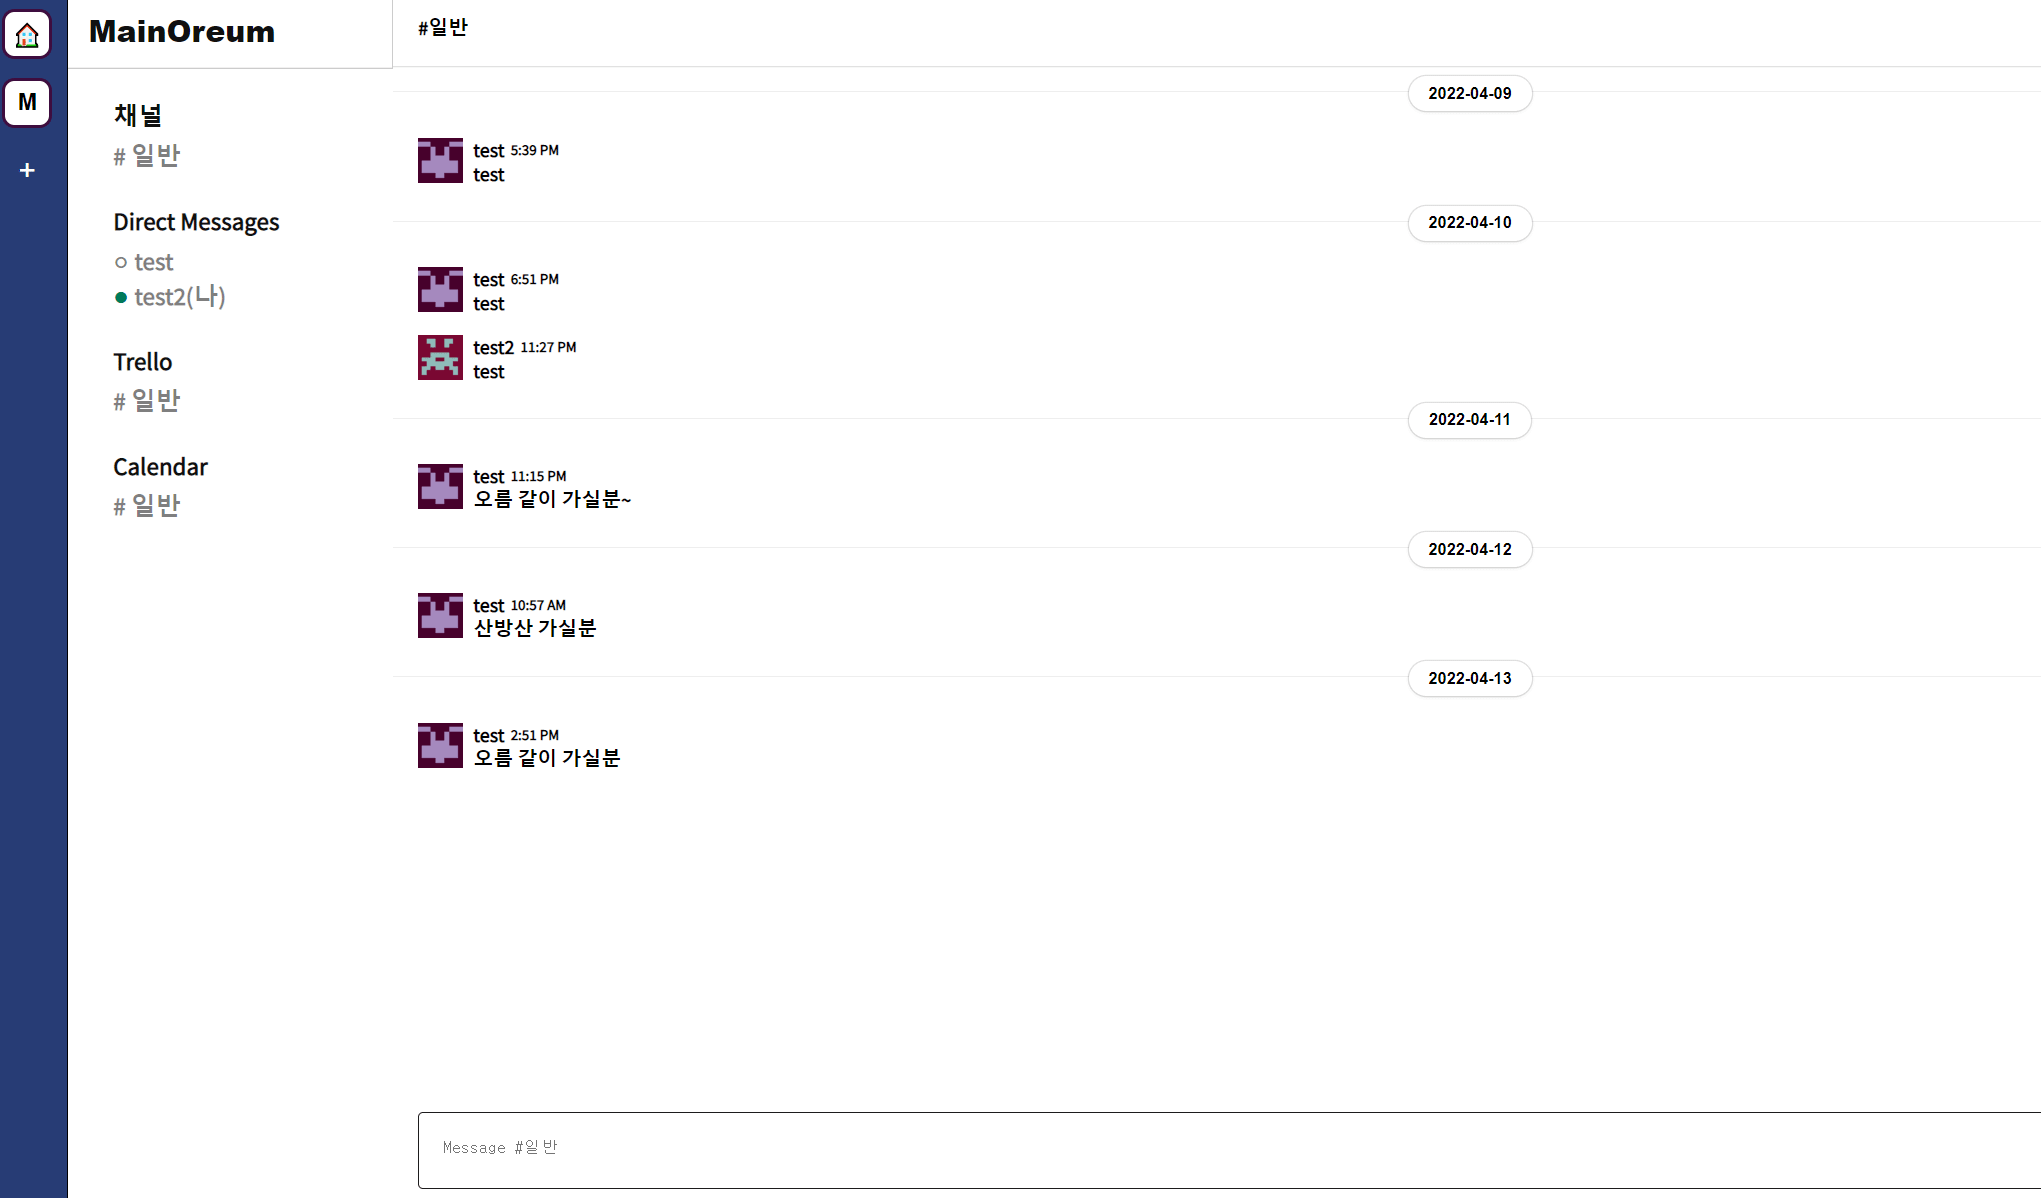 MainOreum
M
+
채널
# 일반
Direct Messages
test
test2(나)
Trello
# 일반
Calendar
# 일반
#일반
2022-04-09
test 5:39 PM
test
2022-04-10
test 6:51 PM
test
test2 11:27 PM
test
2022-04-11
test 11:15 PM
오름 같이 가실분~
2022-04-12
test 10:57 AM
산방산 가실분
2022-04-13
test 2:51 PM
오름 같이 가실분
Message #일반